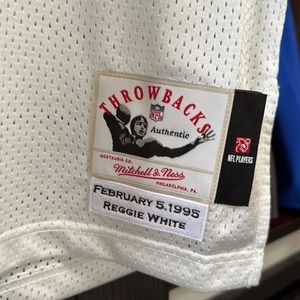 THROWBACKS
NFL
Authentic
NOSTALGIA CO.
Mitchell & Ness
PHILADELPHIA, PA.
NFL PLAYERS
FEBRUARY 5, 1995
REGGIE WHITE